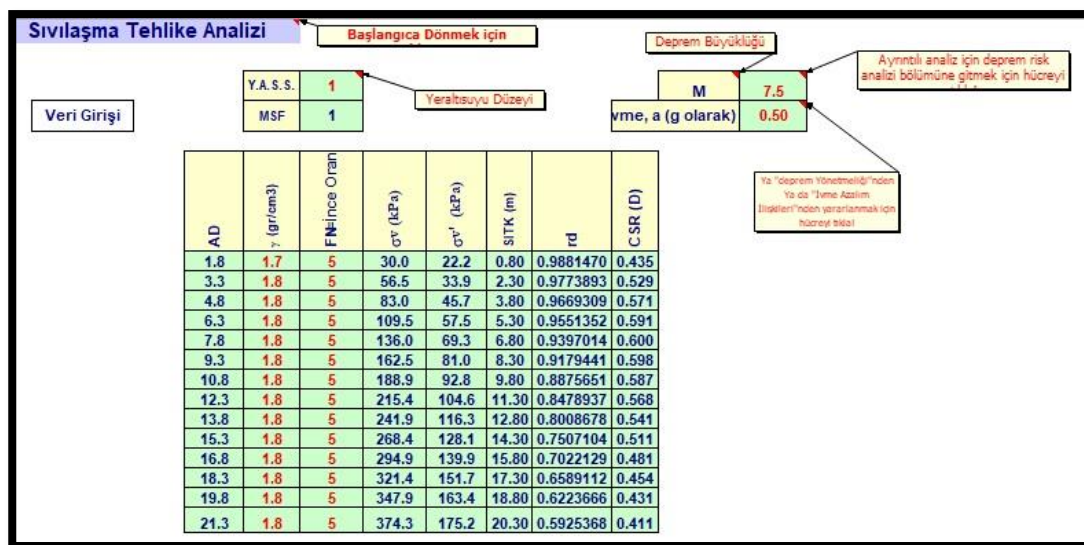 Sıvılaşma Tehlike Analizi
Başlangıca Dönmek için
Deprem Büyüklüğü
Ayrıntılı analiz için deprem risk
analizi bölümüne gitmek için hücreyi
Y.A.S.S. 1
Yeraltısuyu Düzeyi
M 7.5
Veri Girişi
MSF 1
vme, a (g olarak) 0.50
Ya "deprem Yönetmeliği"nden
Ya da "İvme Azalım
İlişkileri"nden yararlanmak için
hücreyi tıkla!
AD γ (gr/cm3) FN=İnce Oran σv (kPa) σv' (kPa) SITK (m) rd CSR (D)
1.8 1.7 5 30.0 22.2 0.80 0.9881470 0.435
3.3 1.8 5 56.5 33.9 2.30 0.9773893 0.529
4.8 1.8 5 83.0 45.7 3.80 0.9669309 0.571
6.3 1.8 5 109.5 57.5 5.30 0.9551352 0.591
7.8 1.8 5 136.0 69.3 6.80 0.9397014 0.600
9.3 1.8 5 162.5 81.0 8.30 0.9179441 0.598
10.8 1.8 5 188.9 92.8 9.80 0.8875651 0.587
12.3 1.8 5 215.4 104.6 11.30 0.8478937 0.568
13.8 1.8 5 241.9 116.3 12.80 0.8008678 0.541
15.3 1.8 5 268.4 128.1 14.30 0.7507104 0.511
16.8 1.8 5 294.9 139.9 15.80 0.7022129 0.481
18.3 1.8 5 321.4 151.7 17.30 0.6589112 0.454
19.8 1.8 5 347.9 163.4 18.80 0.6223666 0.431
21.3 1.8 5 374.3 175.2 20.30 0.5925368 0.411